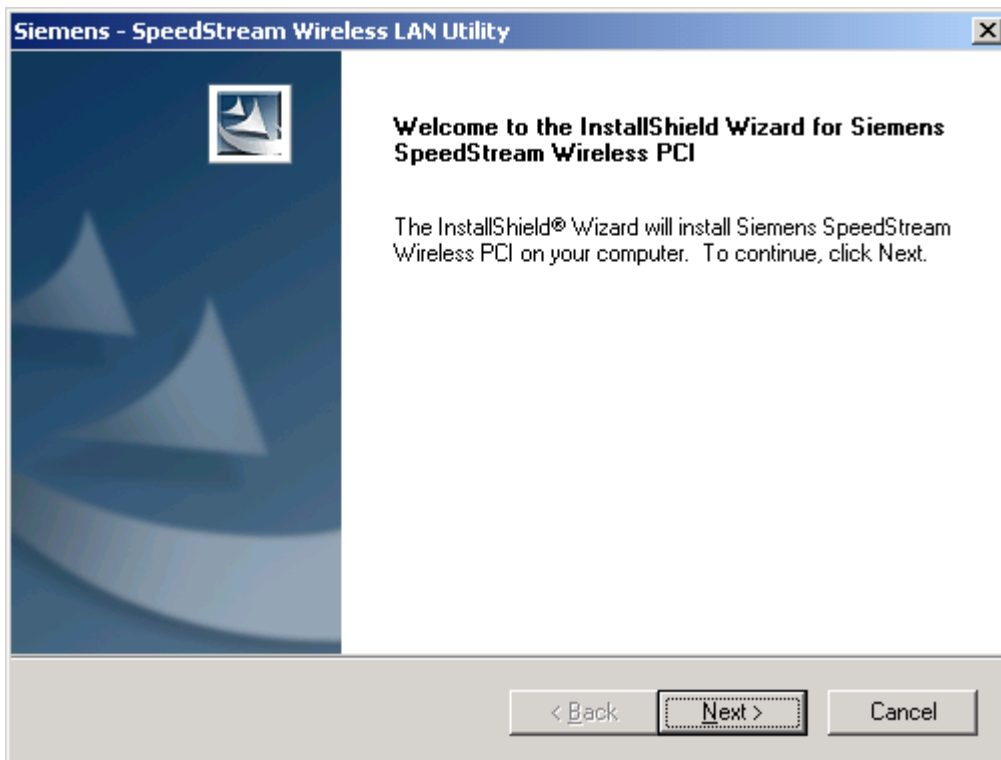 Siemens - SpeedStream Wireless LAN Utility
Welcome to the InstallShield Wizard for Siemens
SpeedStream Wireless PCI
The InstallShield® Wizard will install Siemens SpeedStream
Wireless PCI on your computer.  To continue, click Next.
< Back
Next >
Cancel